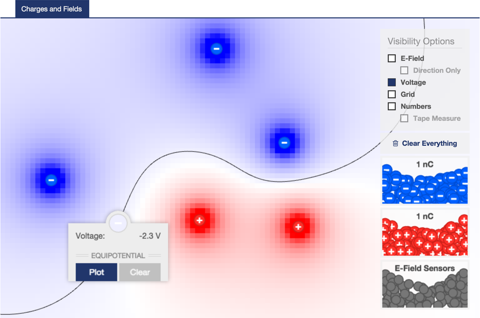 Charges and Fields
Visibility Options
E-Field
Direction Only
Voltage
Grid
Numbers
Tape Measure
Clear Everything
1 nC
1 nC
E-Field Sensors
Voltage: -2.3 V
EQUIPOTENTIAL
Plot Clear